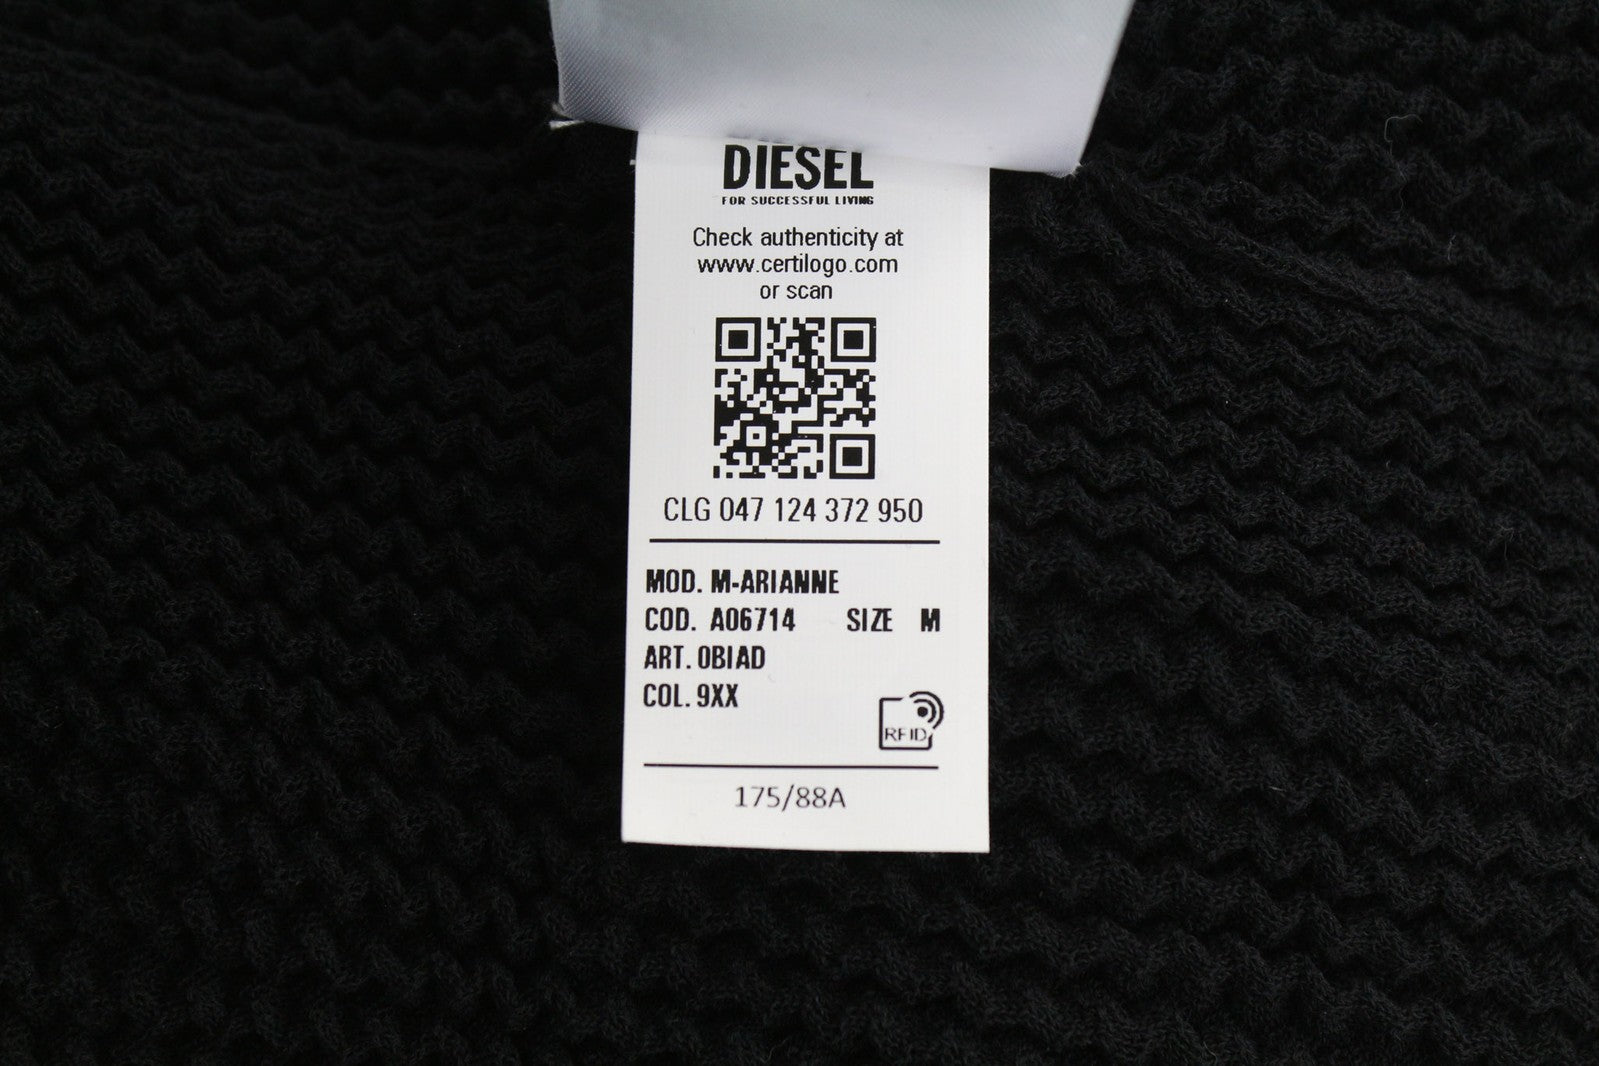 DIESEL
FOR SUCCESSFUL LIVING
Check authenticity at
www.certilogo.com
or scan
CLG 047 124 372 950
MOD. M-ARIANNE
COD. A06714 SIZE M
ART. 0BIAD
COL. 9XX
RFID
175/88A